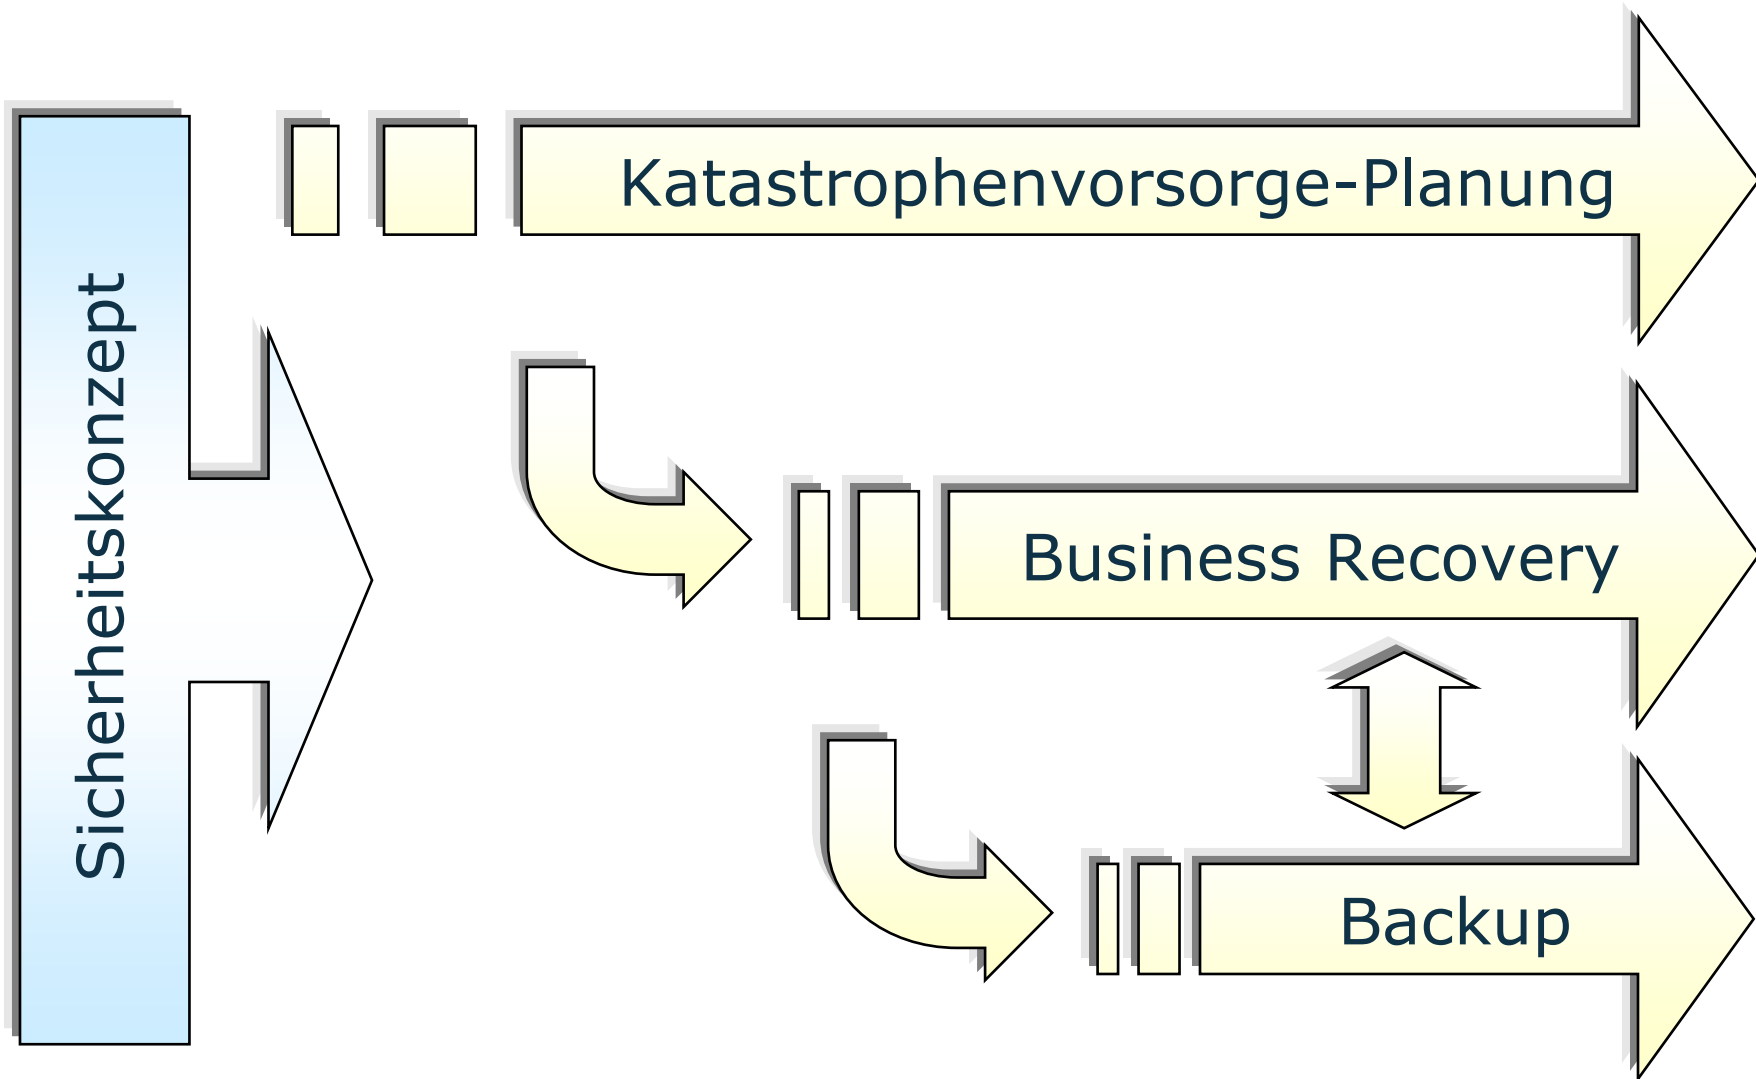 Sicherheitskonzept
Katastrophenvorsorge-Planung
Business Recovery
Backup